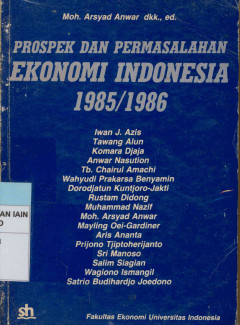 Moh. Arsyad Anwar dkk., ed.
PROSPEK DAN PERMASALAHAN
EKONOMI INDONESIA
1985/1986
Iwan J. Azis
Tawang Alun
Komara Djaja
Anwar Nasution
Tb. Chairul Amachi
Wahyudi Prakarsa Benyamin
Dorodjatun Kuntjoro-Jakti
Rustam Didong
Muhammad Nazif
Moh. Arsyad Anwar
Mayling Oei-Gardiner
Aris Ananta
Prijono Tjiptoherijanto
Sri Manoso
Salim Siagian
Wagiono Ismangil
Satrio Budihardjo Joedono
AN IAIN
O
sh
Fakultas Ekonomi Universitas Indonesia